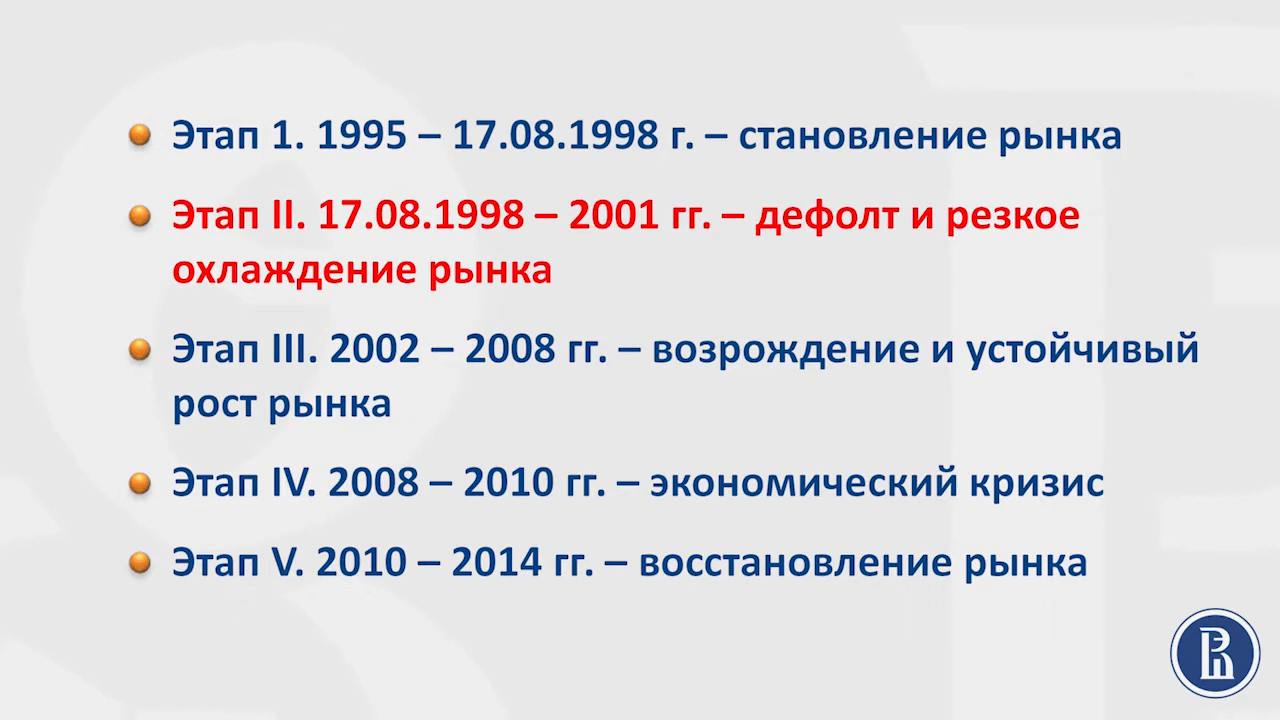 Этап 1. 1995 – 17.08.1998 г. – становление рынка
Этап II. 17.08.1998 – 2001 гг. – дефолт и резкое
охлаждение рынка
Этап III. 2002 – 2008 гг. – возрождение и устойчивый
рост рынка
Этап IV. 2008 – 2010 гг. – экономический кризис
Этап V. 2010 – 2014 гг. – восстановление рынка